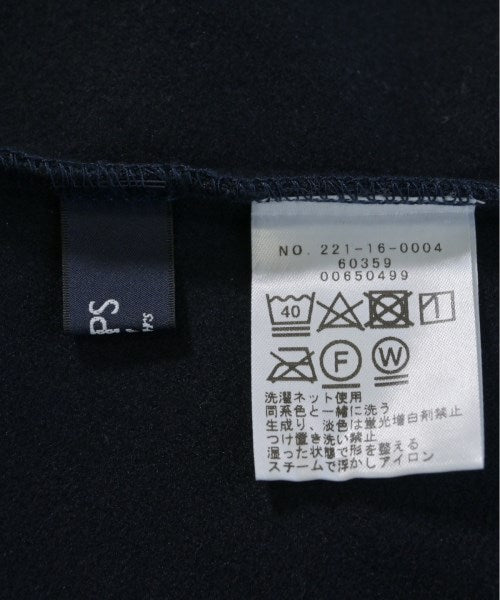 PS
NO. 221-16-0004
60359
00650499
40
F W
洗濯ネット使用
同系色と一緒に洗う
生成り、淡色は蛍光増白剤禁止
つけ置き洗い禁止
湿った状態で形を整える
スチームで浮かしアイロン